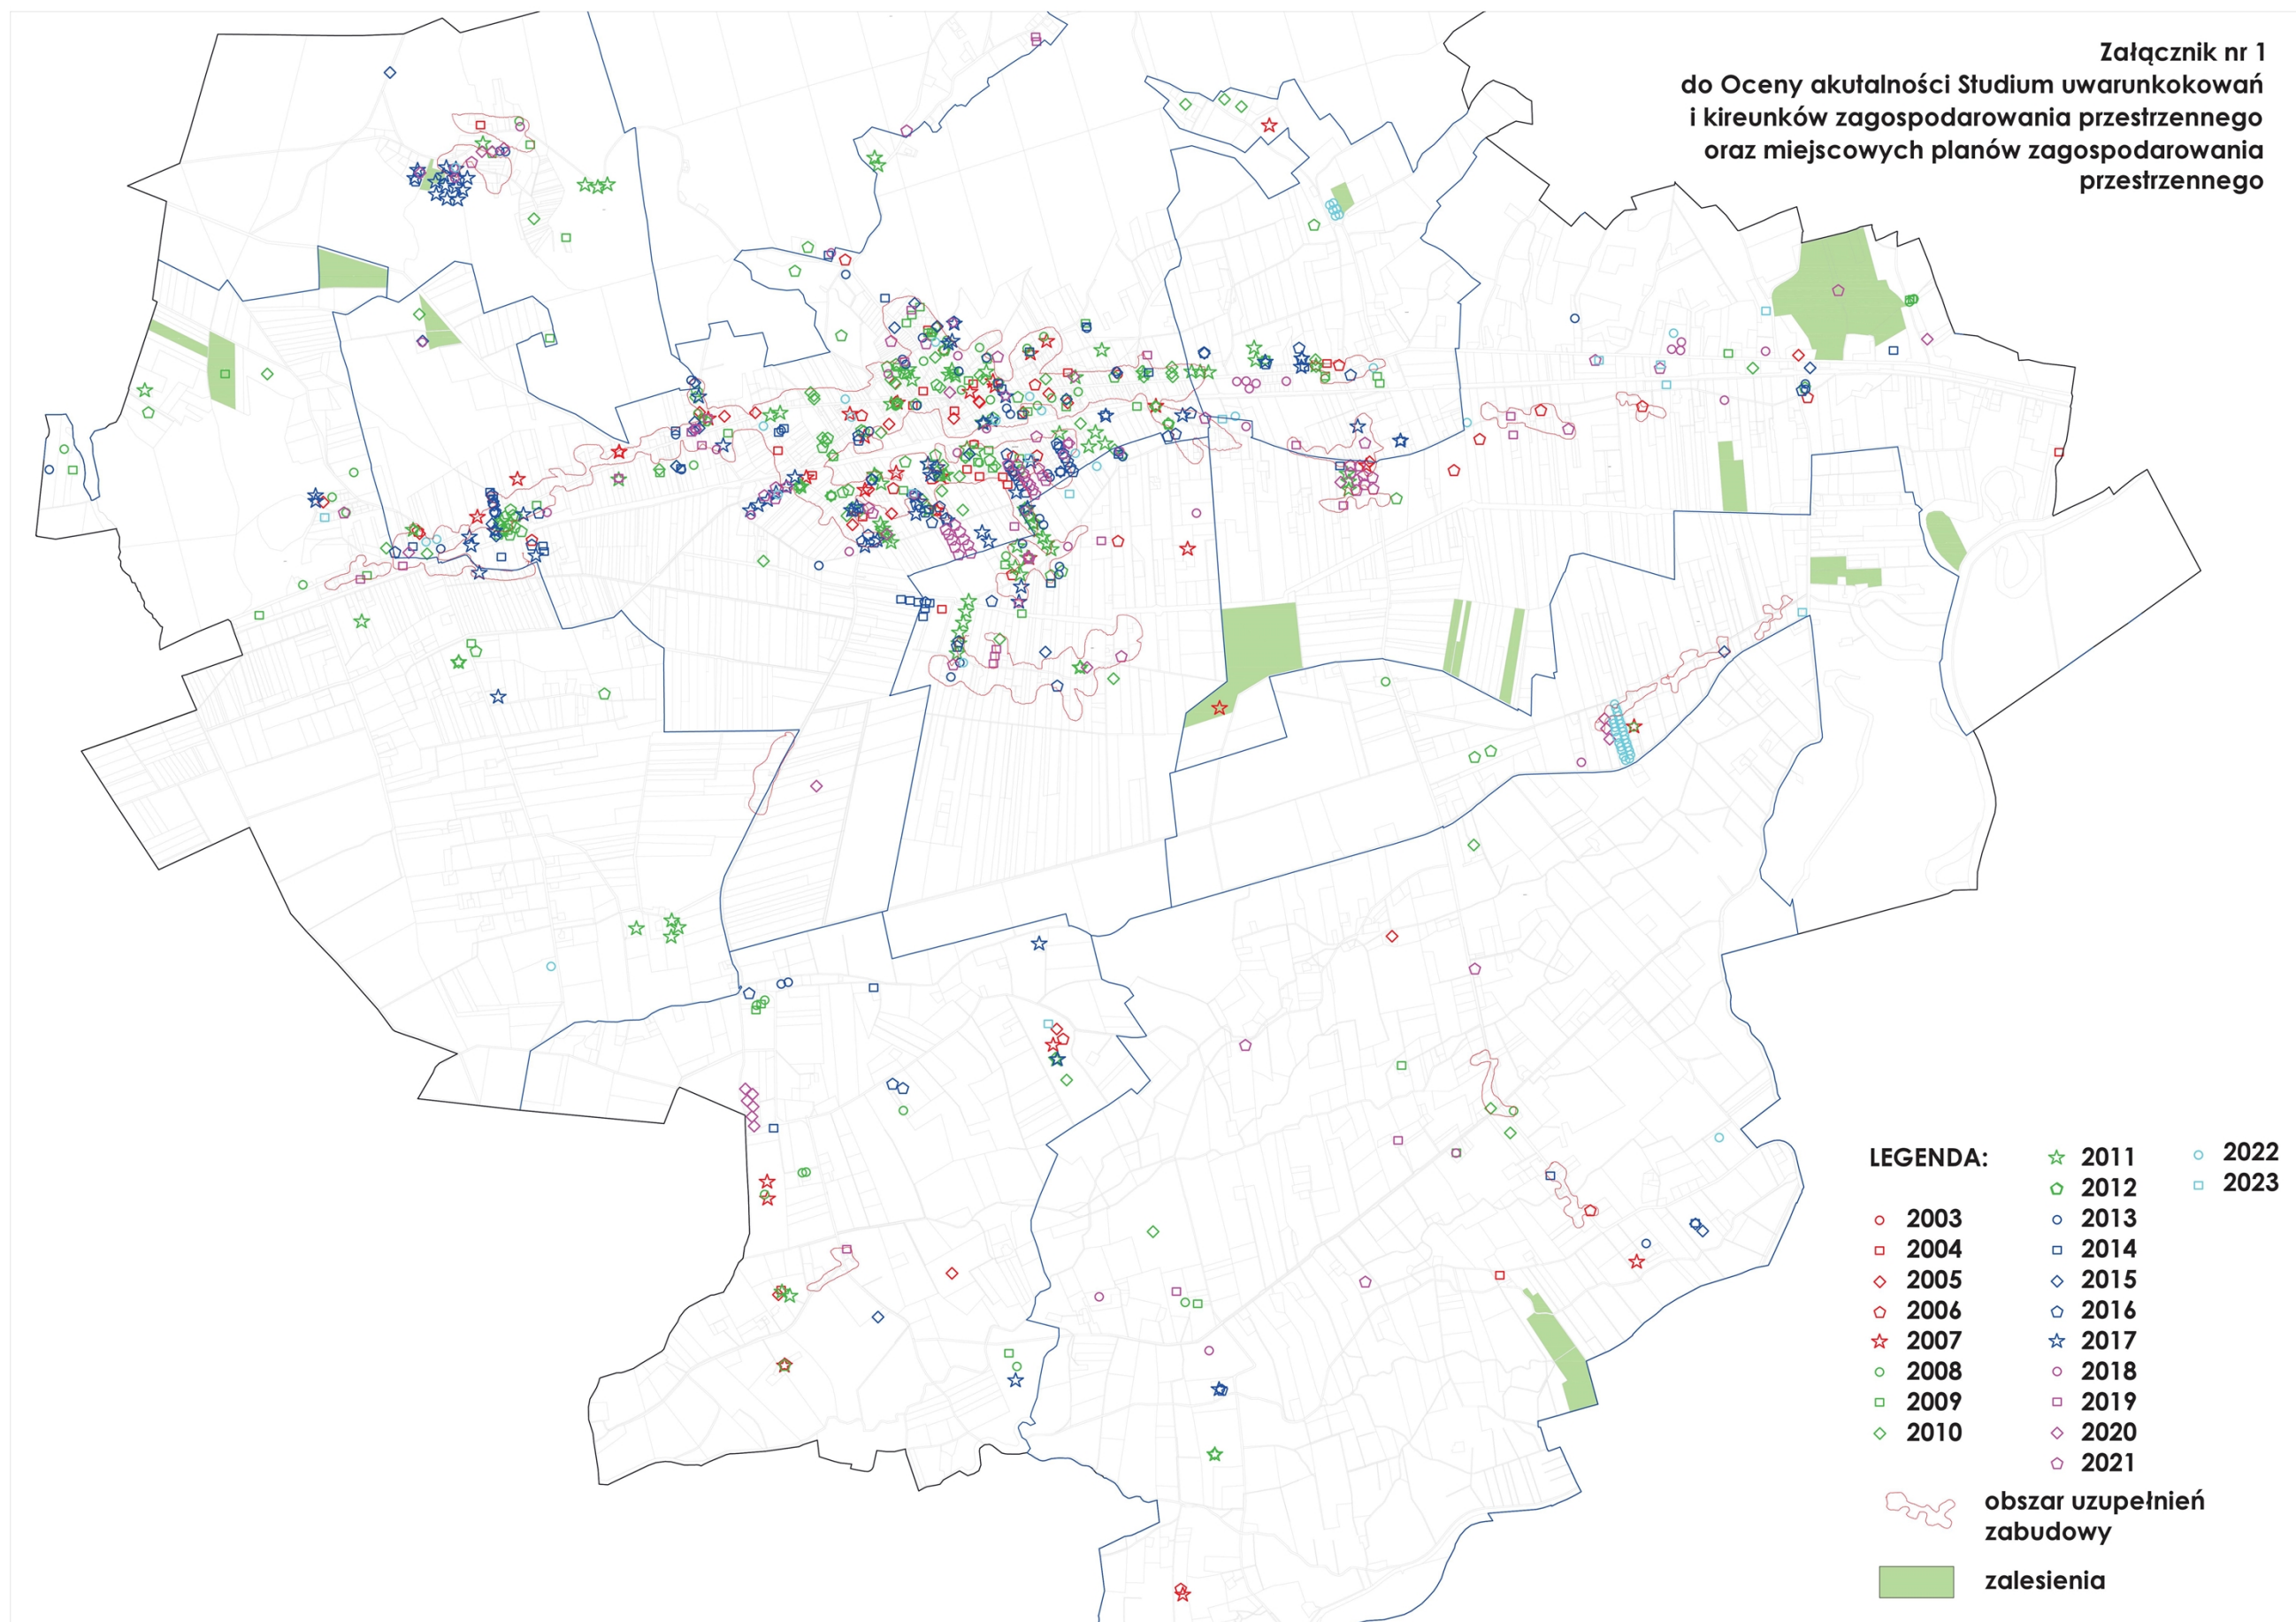 Załącznik nr 1
do Oceny akutalności Studium uwarunkokowań
i kireunków zagospodarowania przestrzennego
oraz miejscowych planów zagospodarowania
przestrzennego
LEGENDA:
2003
2004
2005
2006
2007
2008
2009
2010
2011
2012
2013
2014
2015
2016
2017
2018
2019
2020
2021
2022
2023
obszar uzupełnień
zabudowy
zalesienia